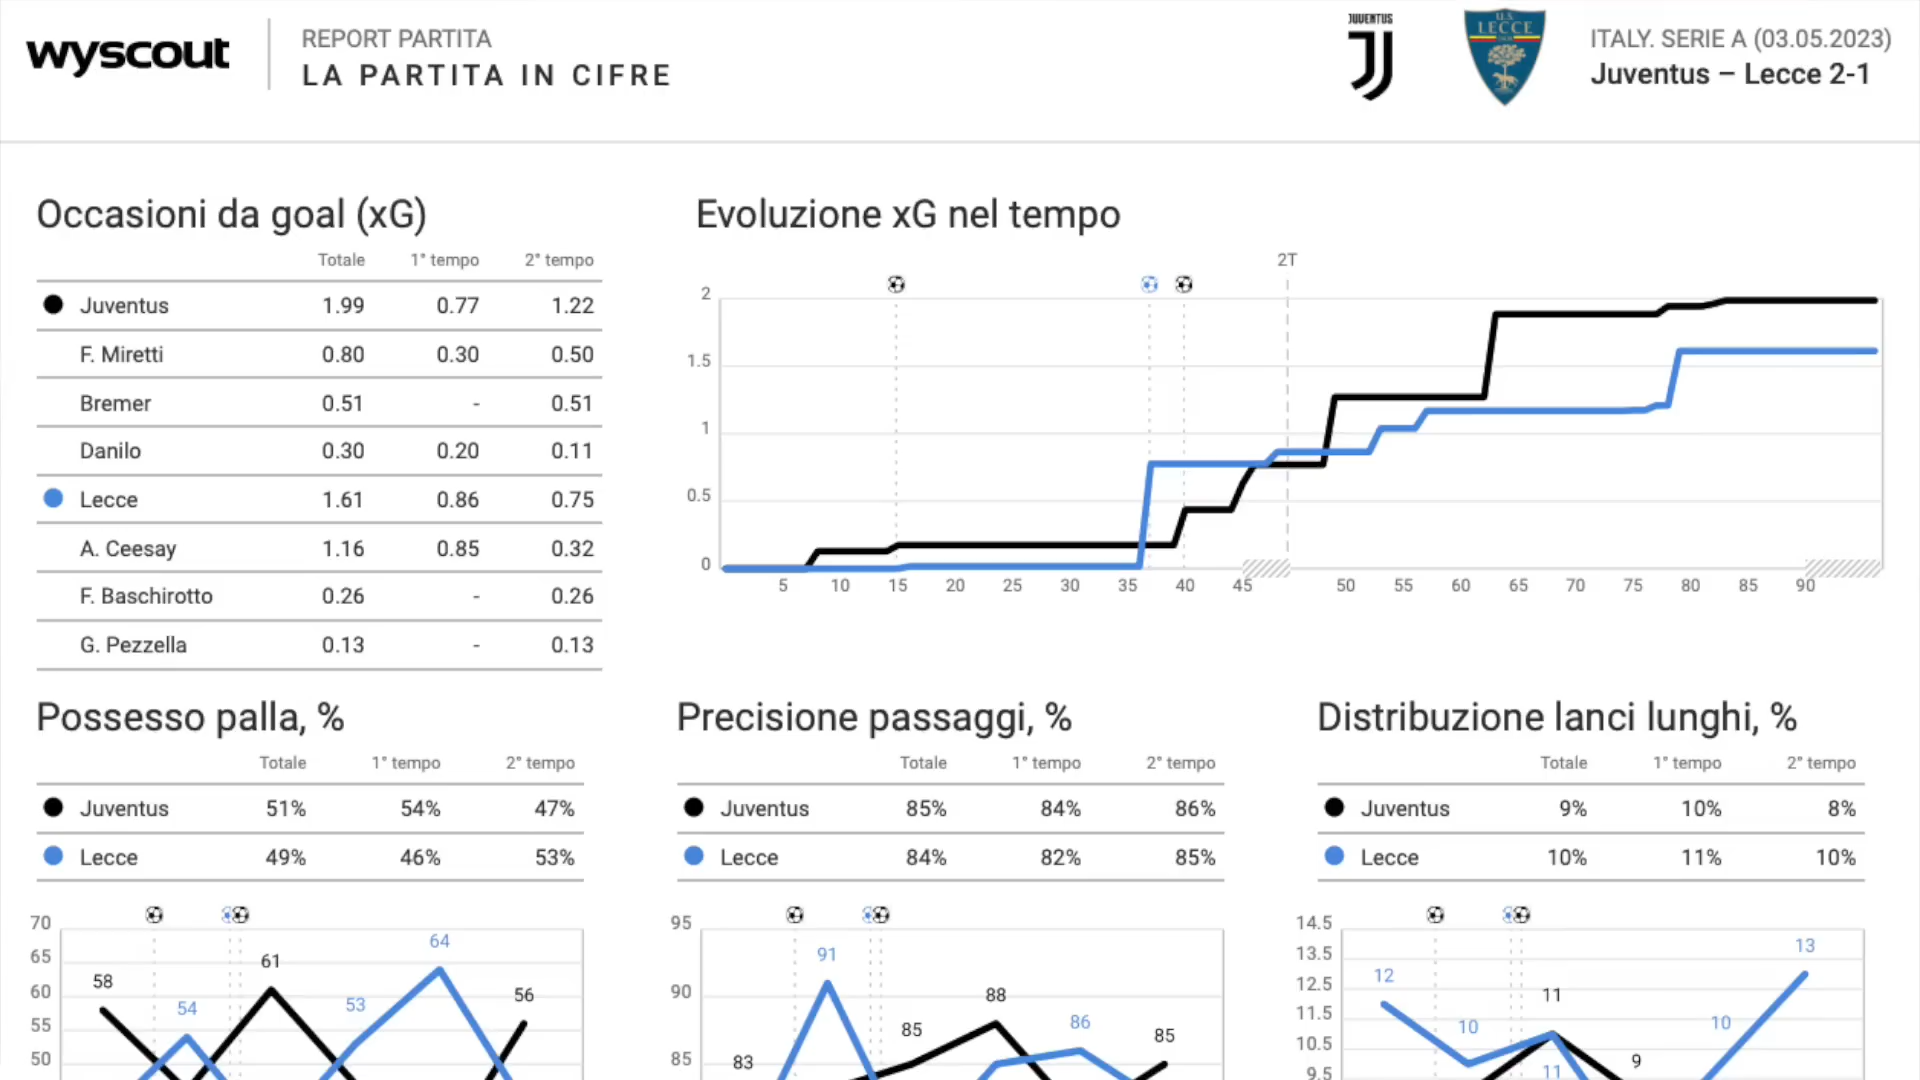 wyscout
REPORT PARTITA
LA PARTITA IN CIFRE
JUVENTUS
U.S.
LECCE
ITALY. SERIE A (03.05.2023)
Juventus – Lecce 2-1
Occasioni da goal (xG)
Totale 1° tempo 2° tempo
Juventus 1.99 0.77 1.22
F. Miretti 0.80 0.30 0.50
Bremer 0.51 - 0.51
Danilo 0.30 0.20 0.11
Lecce 1.61 0.86 0.75
A. Ceesay 1.16 0.85 0.32
F. Baschirotto 0.26 - 0.26
G. Pezzella 0.13 - 0.13
Evoluzione xG nel tempo
2T
2
1.5
1
0.5
0
5 10 15 20 25 30 35 40 45 50 55 60 65 70 75 80 85 90
Possesso palla, %
Totale 1° tempo 2° tempo
Juventus 51% 54% 47%
Lecce 49% 46% 53%
70
65
60
55
50
58 54 61 53 64 56
Precisione passaggi, %
Totale 1° tempo 2° tempo
Juventus 85% 84% 86%
Lecce 84% 82% 85%
95
90
85
83 91 85 88 86 85
Distribuzione lanci lunghi, %
Totale 1° tempo 2° tempo
Juventus 9% 10% 8%
Lecce 10% 11% 10%
14.5
13.5
12.5
11.5
10.5
9.5
12 10 11 11 9 10 13